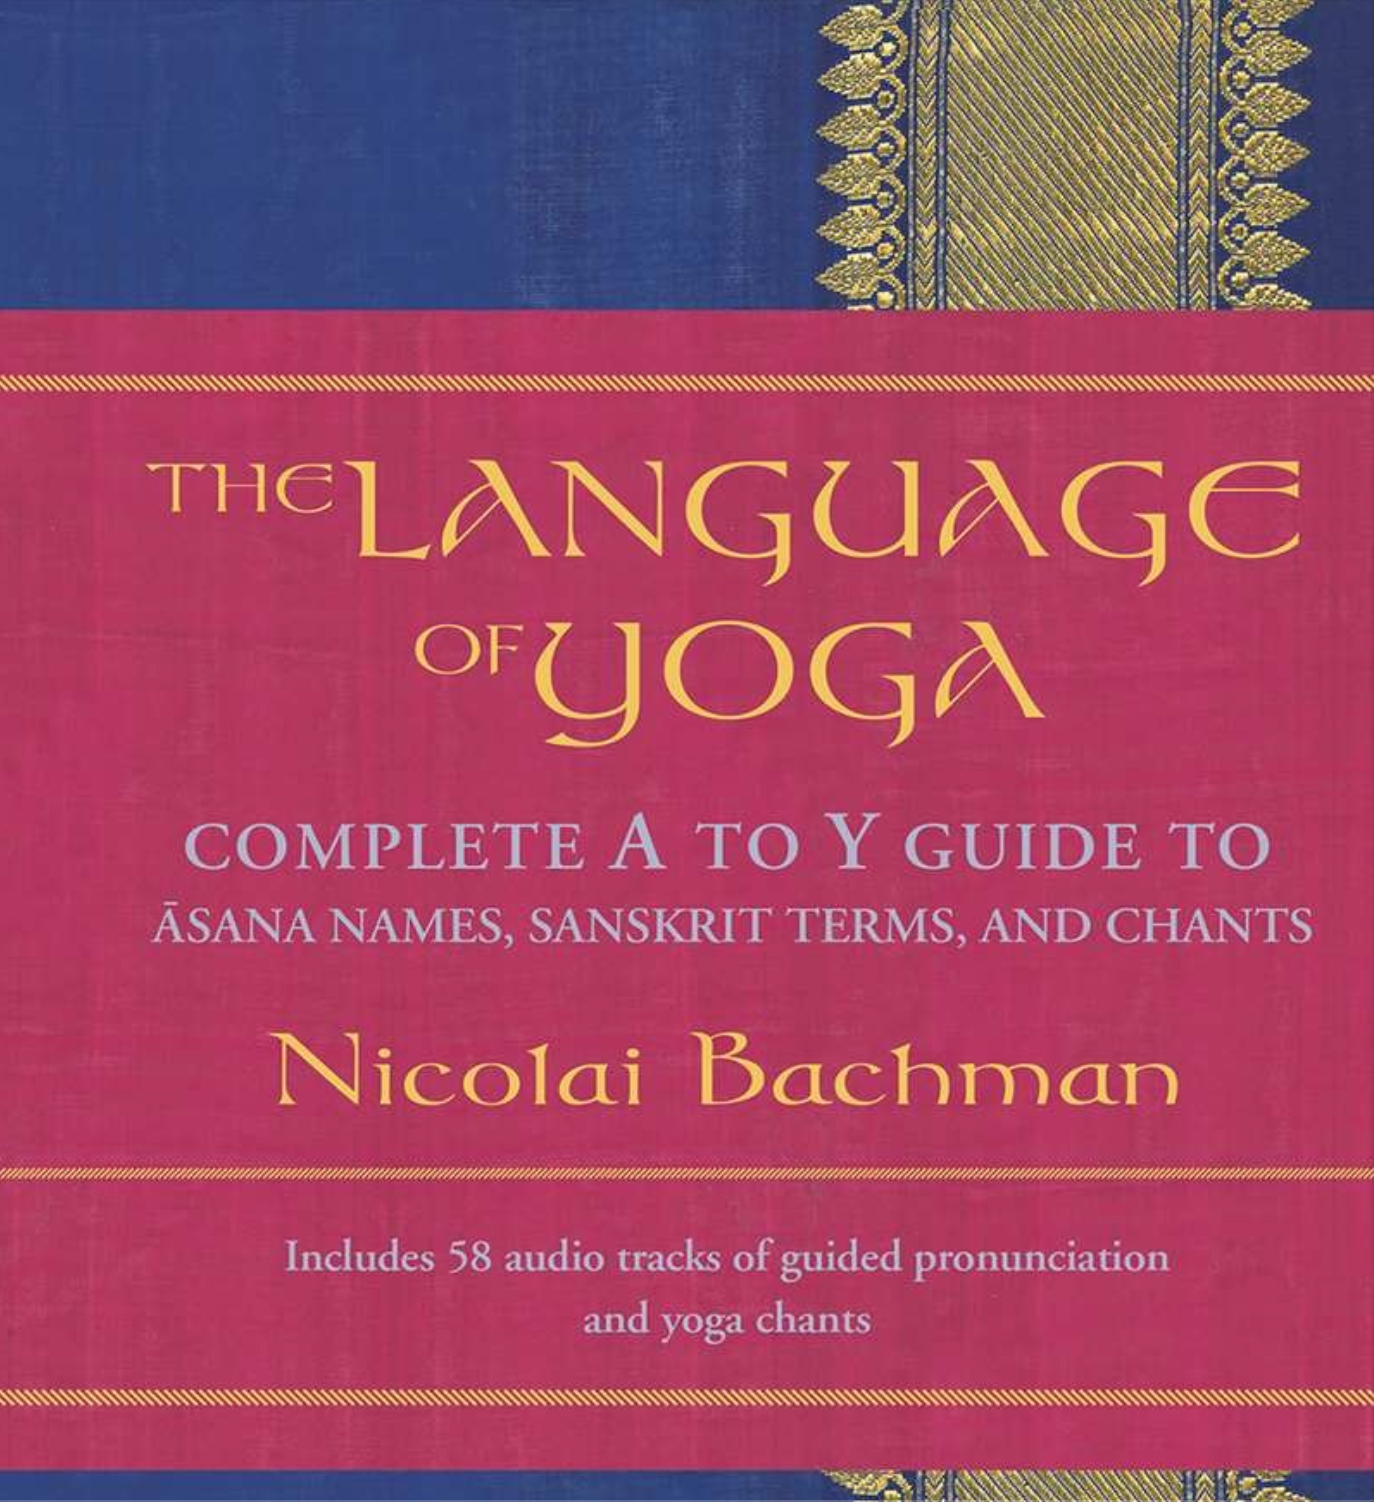 THE LANGUAGE
OF YOGA
COMPLETE A TO Y GUIDE TO
ĀSANA NAMES, SANSKRIT TERMS, AND CHANTS
Nicolai Bachman
Includes 58 audio tracks of guided pronunciation
and yoga chants